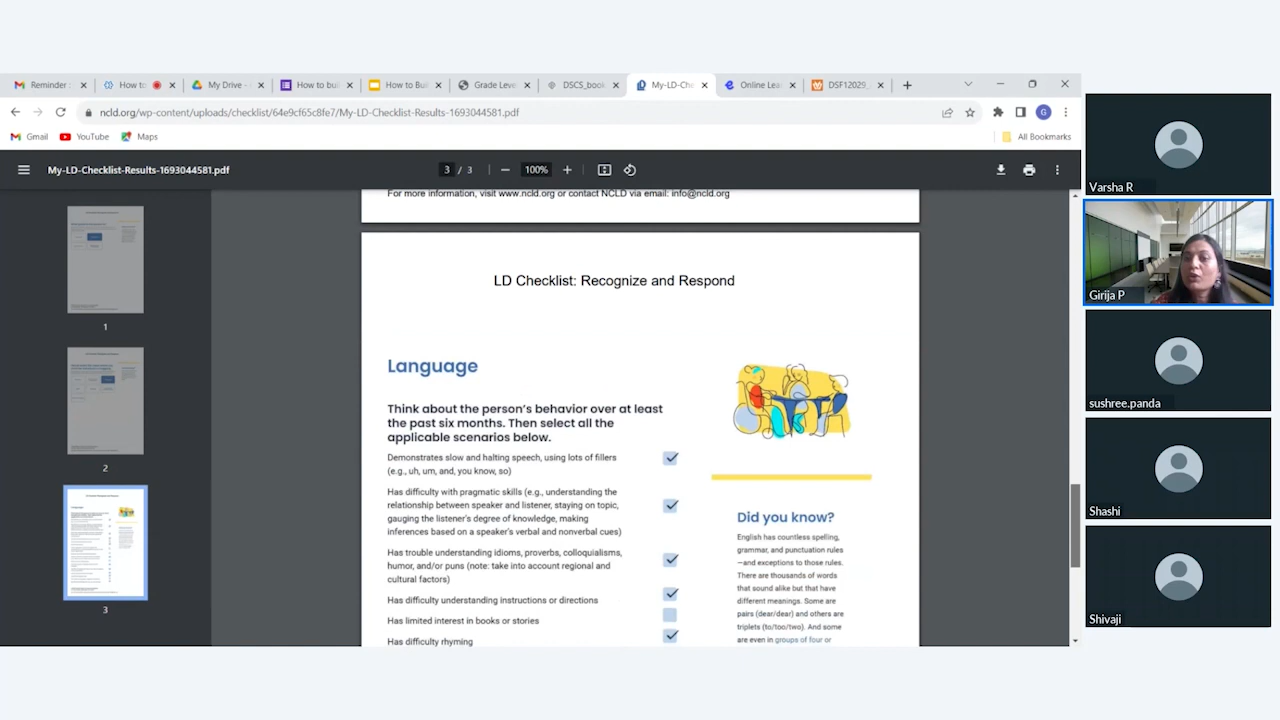 Reminder
How to
My Drive -
How to bui
How to Buil
Grade Leve
DSCS_book
My-LD-Che
Online Lea
DSF12029_
ncld.org/wp-content/uploads/checklist/64e9cf65c8fe7/My-LD-Checklist-Results-1693044581.pdf
G
Gmail
YouTube
Maps
All Bookmarks
My-LD-Checklist-Results-1693044581.pdf
3 / 3
100%
1
2
3
For more information, visit www.ncld.org or contact NCLD via email: info@ncld.org
LD Checklist: Recognize and Respond
Language
Think about the person's behavior over at least
the past six months. Then select all the
applicable scenarios below.
Demonstrates slow and halting speech, using lots of fillers
(e.g., uh, um, and, you know, so)
Has difficulty with pragmatic skills (e.g., understanding the
relationship between speaker and listener, staying on topic,
gauging the listener's degree of knowledge, making
inferences based on a speaker's verbal and nonverbal cues)
Has trouble understanding idioms, proverbs, colloquialisms,
humor, and/or puns (note: take into account regional and
cultural factors)
Has difficulty understanding instructions or directions
Has limited interest in books or stories
Has difficulty rhyming
Did you know?
English has countless spelling,
grammar, and punctuation rules
—and exceptions to those rules.
There are thousands of words
that sound alike but that have
different meanings. Some are
pairs (dear/dear) and others are
triplets (to/too/two). And some
are even in groups of four or
Varsha R
Girija P
sushree.panda
Shashi
Shivaji